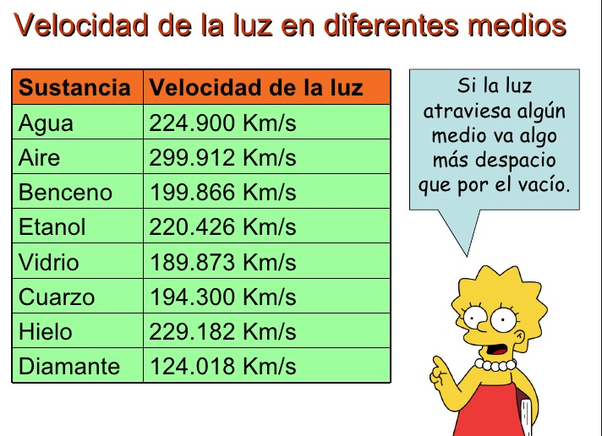 Velocidad de la luz en diferentes medios
Sustancia Velocidad de la luz
Agua 224.900 Km/s
Aire 299.912 Km/s
Benceno 199.866 Km/s
Etanol 220.426 Km/s
Vidrio 189.873 Km/s
Cuarzo 194.300 Km/s
Hielo 229.182 Km/s
Diamante 124.018 Km/s
Si la luz
atraviesa algún
medio va algo
más despacio
que por el vacío.